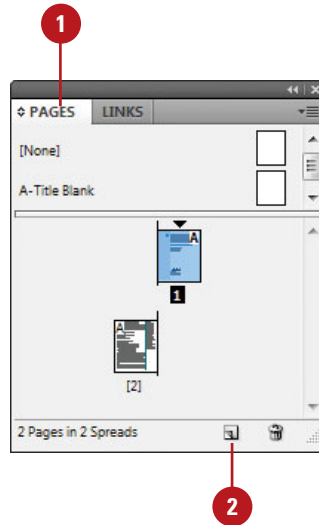 1
PAGES LINKS
[None]
A-Title Blank
A
1
A
[2]
2 Pages in 2 Spreads
2